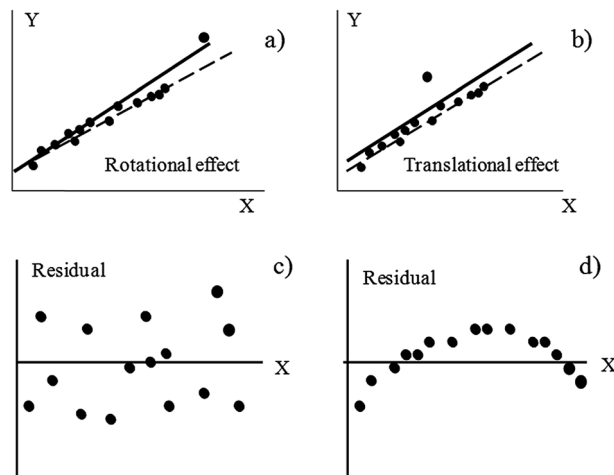 Y
a)
Rotational effect
X
Y
b)
Translational effect
X
Residual
c)
X
Residual
d)
X